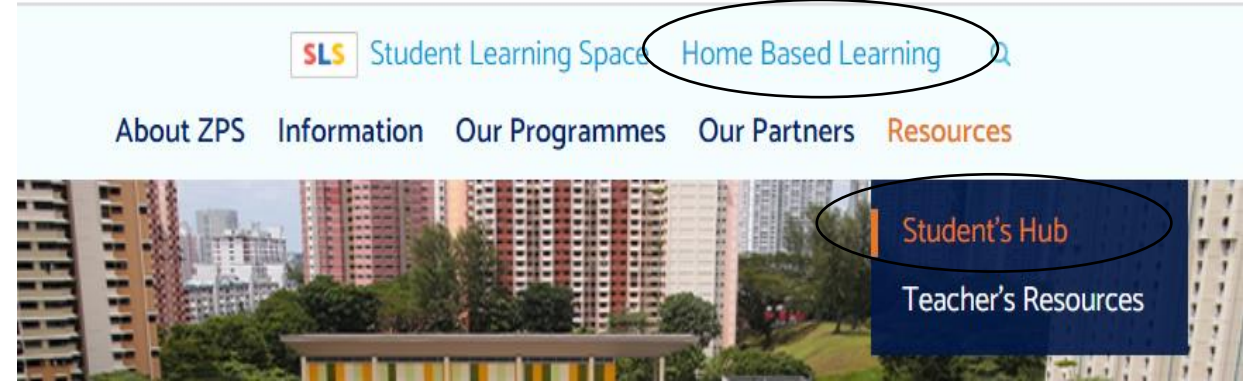 SLS Student Learning Space Home Based Learning
About ZPS Information Our Programmes Our Partners Resources
Student's Hub
Teacher's Resources